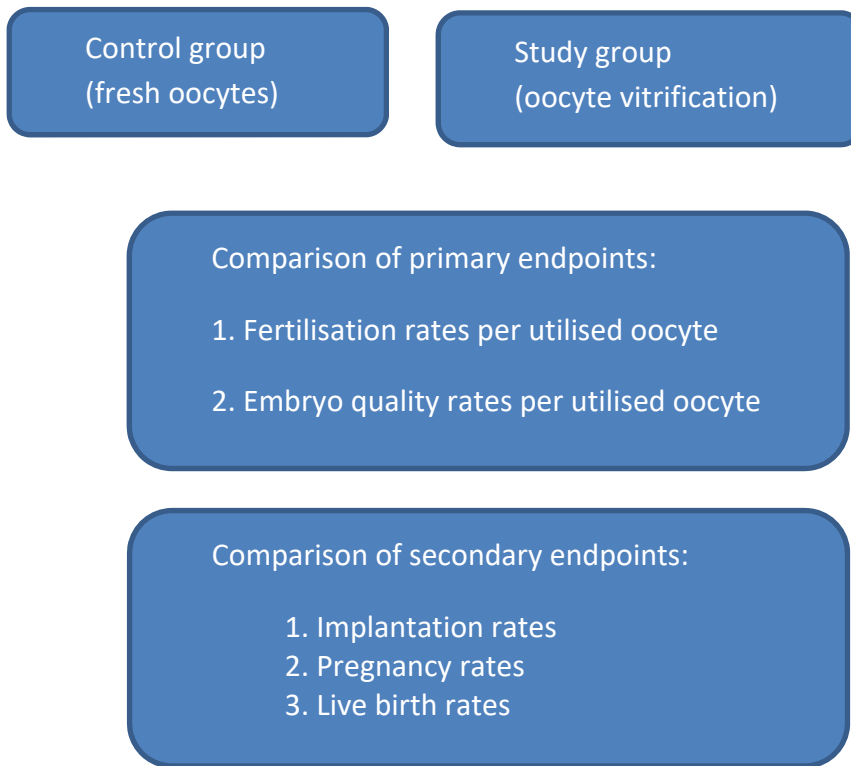 Control group
(fresh oocytes)
Study group
(oocyte vitrification)
Comparison of primary endpoints:
1. Fertilisation rates per utilised oocyte
2. Embryo quality rates per utilised oocyte
Comparison of secondary endpoints:
1. Implantation rates
2. Pregnancy rates
3. Live birth rates